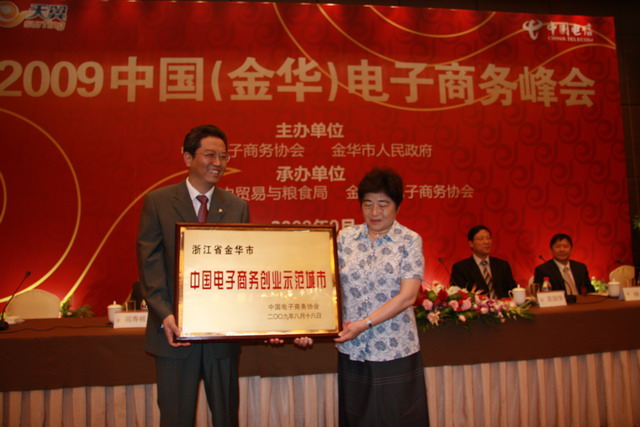 天翼
中国电信
CHINA TELECOM
2009中国(金华)电子商务峰会
主办单位
子商务协会 金华市人民政府
承办单位
贸易与粮食局 金 子商务协会
浙江省金华市
中国电子商务创业示范城市
中国电子商务协会
二〇〇九年八月十六日